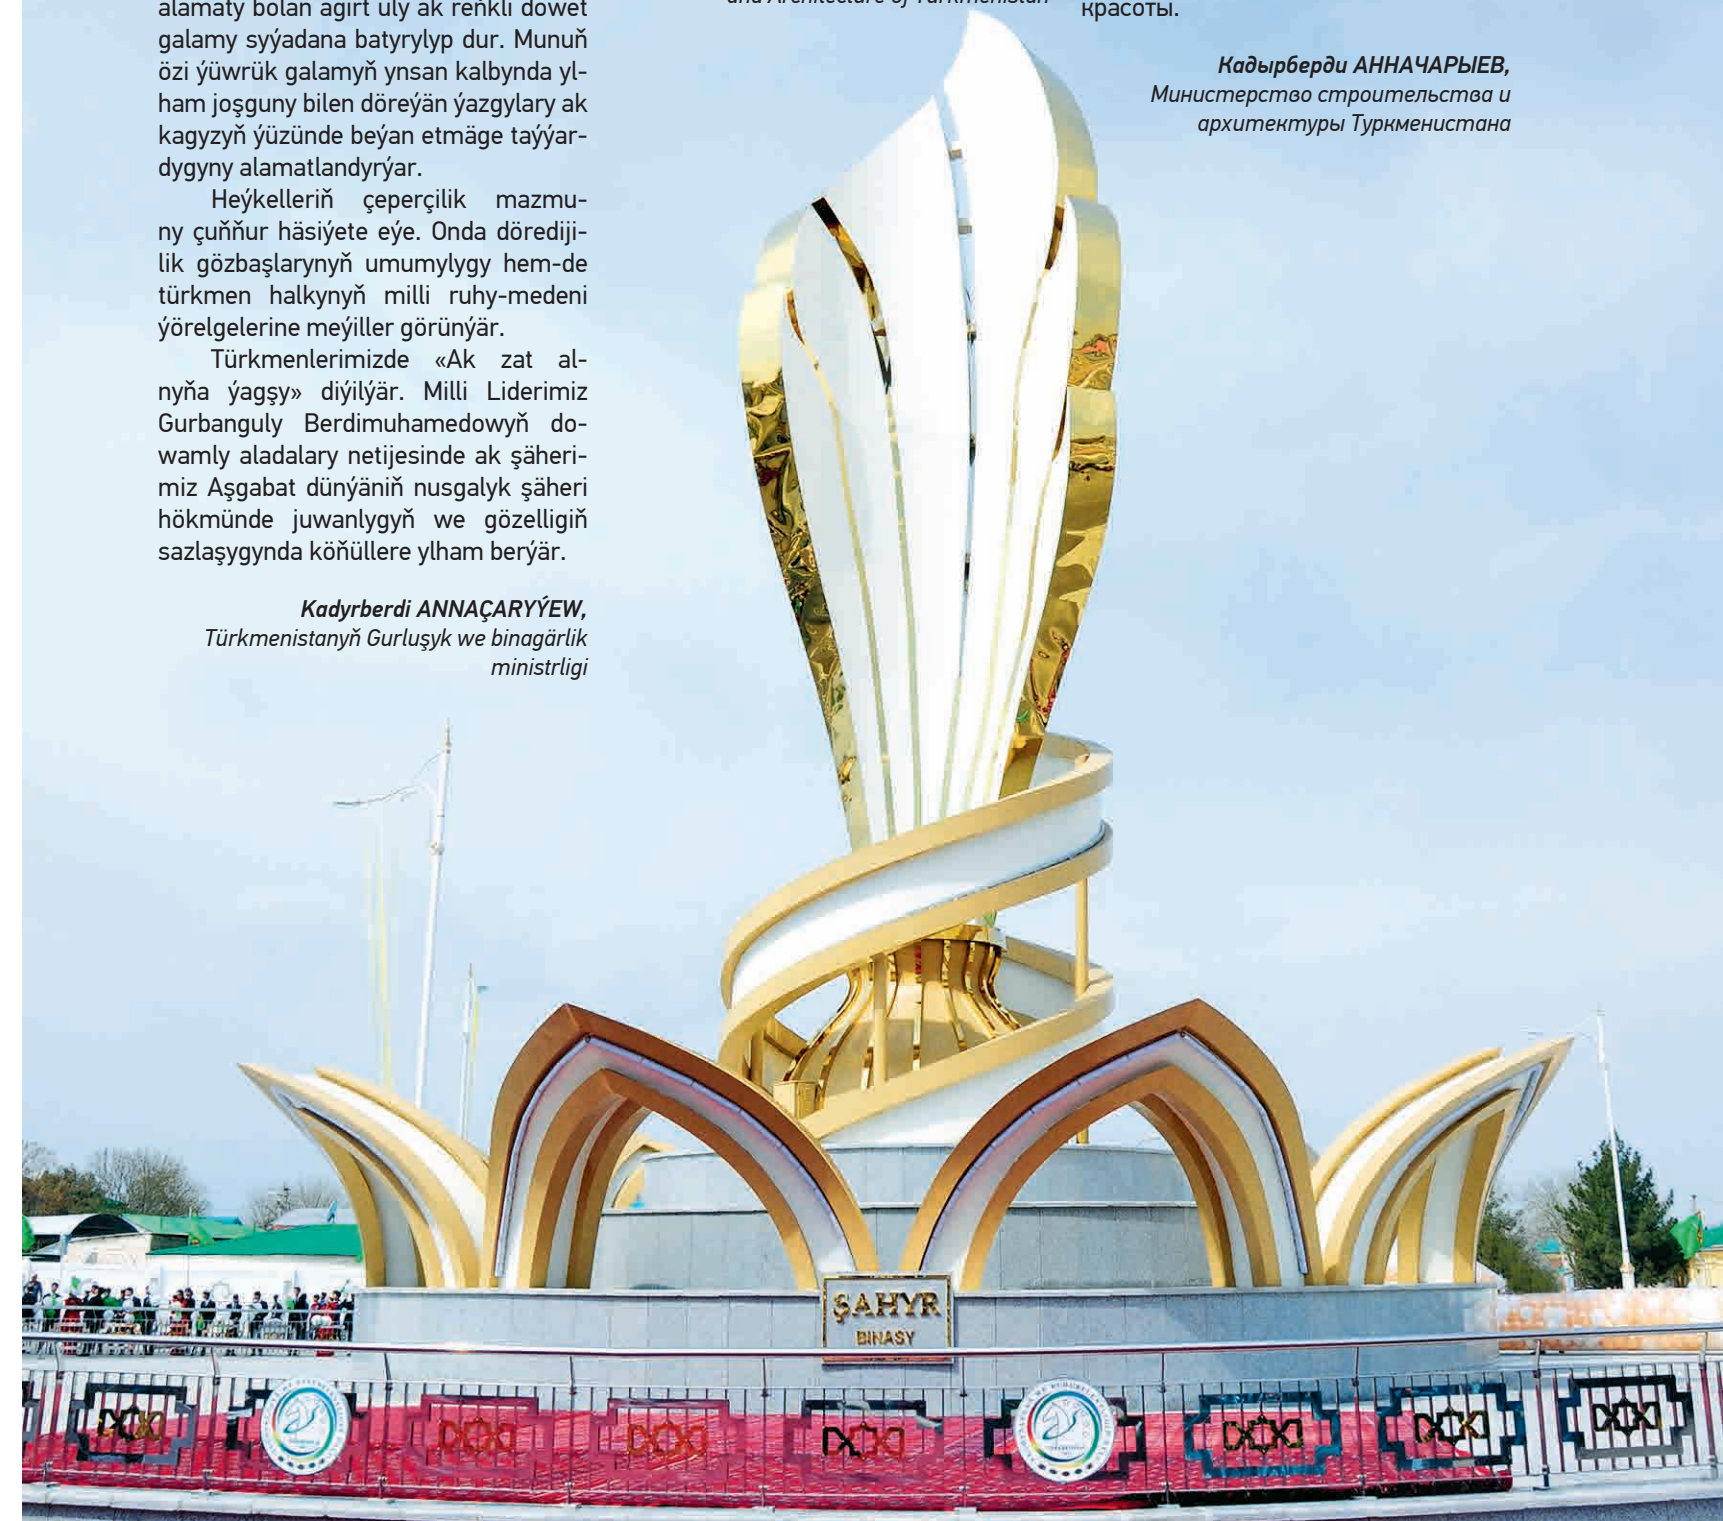 alamaty bolan ägirt uly ak reňkli döwet
galamy syýadana batyrylyp dur. Munuň
özi ýüwrük galamyň ynsan kalbynda yl-
ham joşguny bilen döreýän ýazgylary ak
kagyzyň ýüzünde beýan etmäge taýýar-
dygyny alamatlandyrýar.
Heýkelleriň çeperçilik mazmu-
ny çuňňur häsiýete eýe. Onda dörediji-
lik gözbaşlarynyň umumylygy hem-de
türkmen halkynyň milli ruhy-medeni
ýörelgelerine meýiller görünýär.
Türkmenlerimizde «Ak zat al-
nyňa ýagşy» diýilýär. Milli Liderimiz
Gurbanguly Berdimuhamedowyň do-
wamly aladalary netijesinde ak şäheri-
miz Aşgabat dünýäniň nusgalyk şäheri
hökmünde juwanlygyň we gözelligiň
sazlaşygynda köňüllere ylham berýär.
Kadyrberdi ANNAÇARYÝEW,
Türkmenistanyň Gurluşyk we binagärlik
ministrligi
and Architecture of Turkmenistan
красоты.
Кадырберди АННАЧАРЫЕВ,
Министерство строительства и
архитектуры Туркменистана
ŞAHYR
BINASY